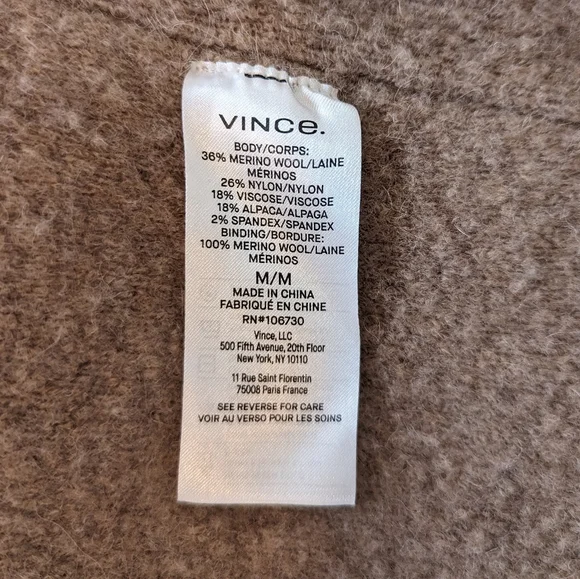 VINCE.
BODY/CORPS:
36% MERINO WOOL/LAINE
MÉRINOS
26% NYLON/NYLON
18% VISCOSE/VISCOSE
18% ALPACA/ALPAGA
2% SPANDEX/SPANDEX
BINDING/BORDURE:
100% MERINO WOOL/LAINE
MÉRINOS
M/M
MADE IN CHINA
FABRIQUÉ EN CHINE
RN#106730
Vince, LLC
500 Fifth Avenue, 20th Floor
New York, NY 10110
11 Rue Saint Florentin
75008 Paris France
SEE REVERSE FOR CARE
VOIR AU VERSO POUR LES SOINS